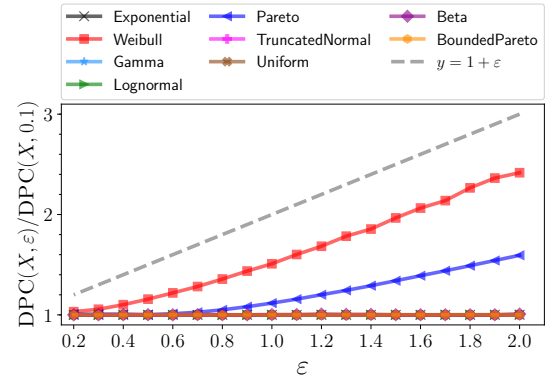 Exponential Pareto Beta
Weibull TruncatedNormal BoundedPareto
Gamma Uniform y = 1 + ε
Lognormal
DPC(X, ε)/DPC(X, 0.1)
3
2
1
0.2 0.4 0.6 0.8 1.0 1.2 1.4 1.6 1.8 2.0
ε